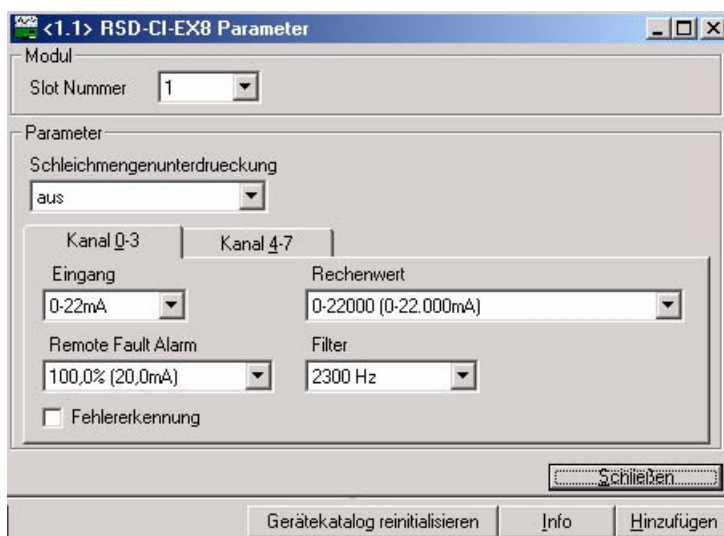 <1.1> RSD-CI-EX8 Parameter
Modul
Slot Nummer 1
Parameter
Schleichmengenunterdrueckung
aus
Kanal 0-3 Kanal 4-7
Eingang Rechenwert
0-22mA 0-22000 (0-22.000mA)
Remote Fault Alarm Filter
100,0% (20,0mA) 2300 Hz
Fehlererkennung
Schließen
Gerätekatalog reinitialisieren Info Hinzufügen